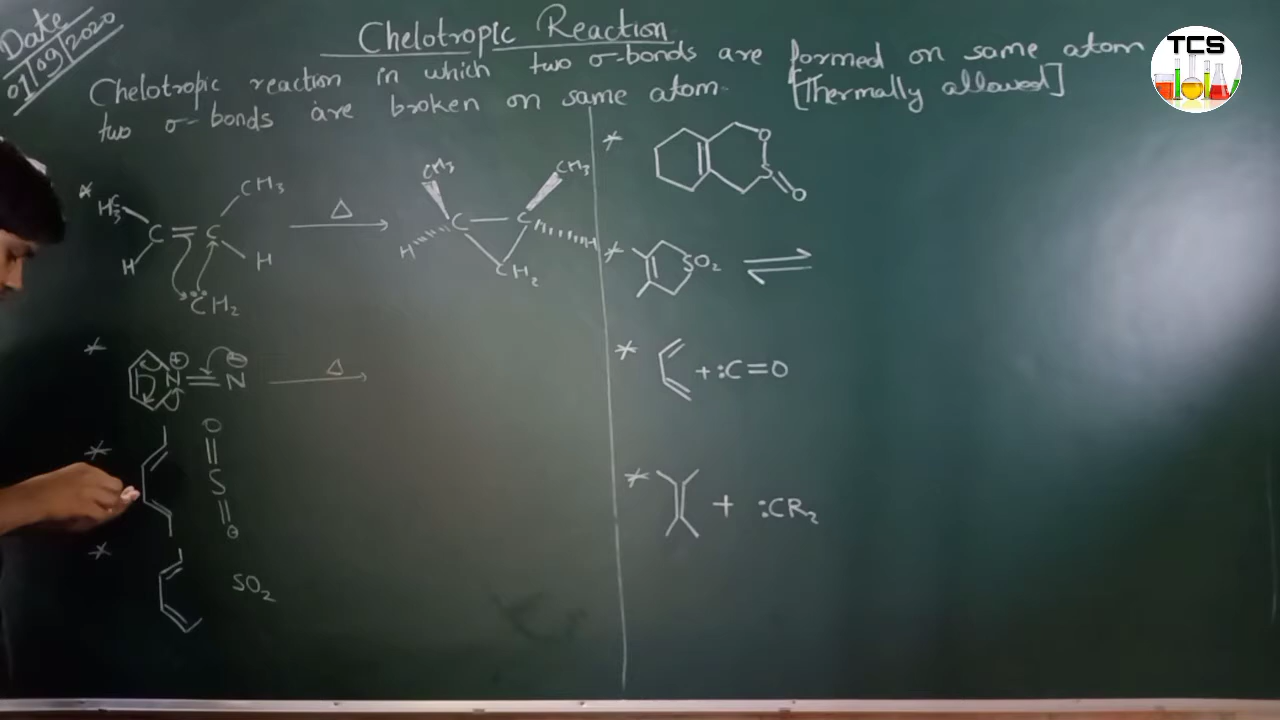 Date
01/09/2020
Chelotropic Reaction
TCS
Chelotropic reaction in which two σ-bonds are formed on same atom
two σ-bonds are broken on same atom. [Thermally allowed]
* H3C CH3
C=C
H H
:CH2
Δ
CH3 CH3
C — C
H H
CH2
* N⊕=N⊖ Δ
* O
S
O
* SO2
* O
S
O
* SO2 ⇌
* + :C=O
* + :CR2